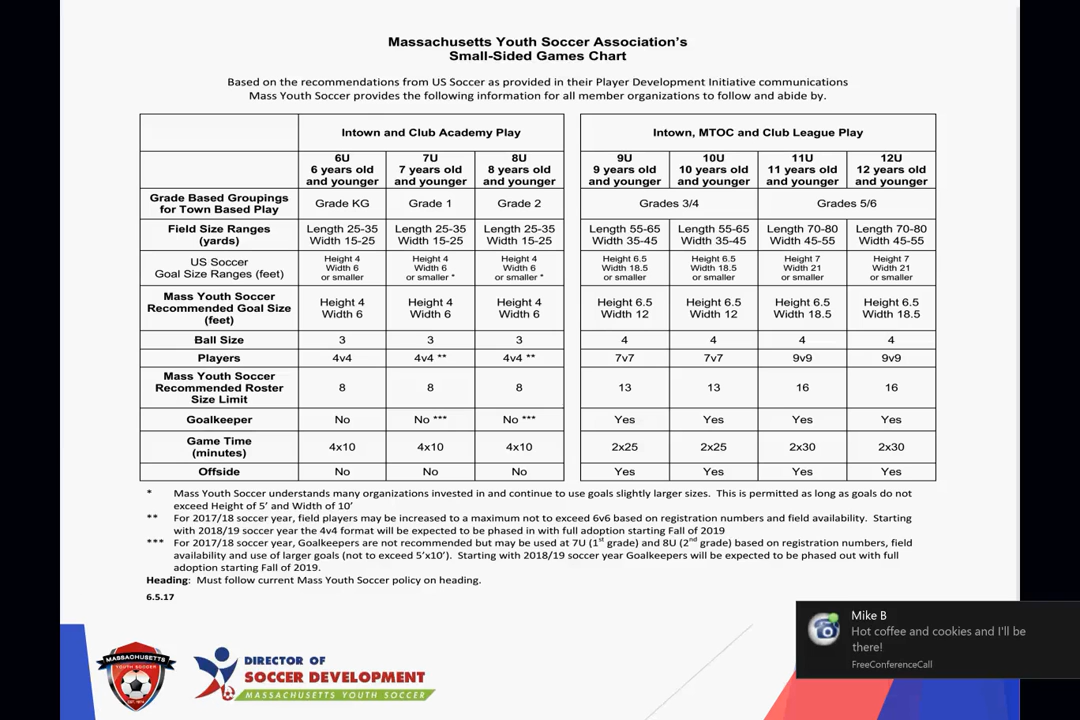 Massachusetts Youth Soccer Association's
Small-Sided Games Chart
Based on the recommendations from US Soccer as provided in their Player Development Initiative communications
Mass Youth Soccer provides the following information for all member organizations to follow and abide by.
Intown and Club Academy Play Intown, MTOC and Club League Play
6U 7U 8U 9U 10U 11U 12U
6 years old 7 years old 8 years old 9 years old 10 years old 11 years old 12 years old
and younger and younger and younger and younger and younger and younger and younger
Grade Based Groupings
for Town Based Play Grade KG Grade 1 Grade 2 Grades 3/4 Grades 5/6
Field Size Ranges Length 25-35 Length 25-35 Length 25-35 Length 55-65 Length 55-65 Length 70-80 Length 70-80
(yards) Width 15-25 Width 15-25 Width 15-25 Width 35-45 Width 35-45 Width 45-55 Width 45-55
US Soccer Height 4 Height 4 Height 4 Height 6.5 Height 6.5 Height 7 Height 7
Goal Size Ranges (feet) Width 6 Width 6 Width 6 Width 18.5 Width 18.5 Width 21 Width 21
or smaller or smaller * or smaller * or smaller or smaller or smaller or smaller
Mass Youth Soccer
Recommended Goal Size Height 4 Height 4 Height 4 Height 6.5 Height 6.5 Height 6.5 Height 6.5
(feet) Width 6 Width 6 Width 6 Width 12 Width 12 Width 18.5 Width 18.5
Ball Size 3 3 3 4 4 4 4
Players 4v4 4v4 ** 4v4 ** 7v7 7v7 9v9 9v9
Mass Youth Soccer
Recommended Roster 8 8 8 13 13 16 16
Size Limit
Goalkeeper No No *** No *** Yes Yes Yes Yes
Game Time
(minutes) 4x10 4x10 4x10 2x25 2x25 2x30 2x30
Offside No No No Yes Yes Yes Yes
* Mass Youth Soccer understands many organizations invested in and continue to use goals slightly larger sizes. This is permitted as long as goals do not
exceed Height of 5' and Width of 10'
** For 2017/18 soccer year, field players may be increased to a maximum not to exceed 6v6 based on registration numbers and field availability. Starting
with 2018/19 soccer year the 4v4 format will be expected to be phased in with full adoption starting Fall of 2019
*** For 2017/18 soccer year, Goalkeepers are not recommended but may be used at 7U (1st grade) and 8U (2nd grade) based on registration numbers, field
availability and use of larger goals (not to exceed 5'x10'). Starting with 2018/19 soccer year Goalkeepers will be expected to be phased out with full
adoption starting Fall of 2019.
Heading: Must follow current Mass Youth Soccer policy on heading.
6.5.17
Mike B
Hot coffee and cookies and I'll be
there!
FreeConferenceCall
MASSACHUSETTS
YOUTH SOCCER
DIRECTOR OF
SOCCER DEVELOPMENT
MASSACHUSETTS YOUTH SOCCER